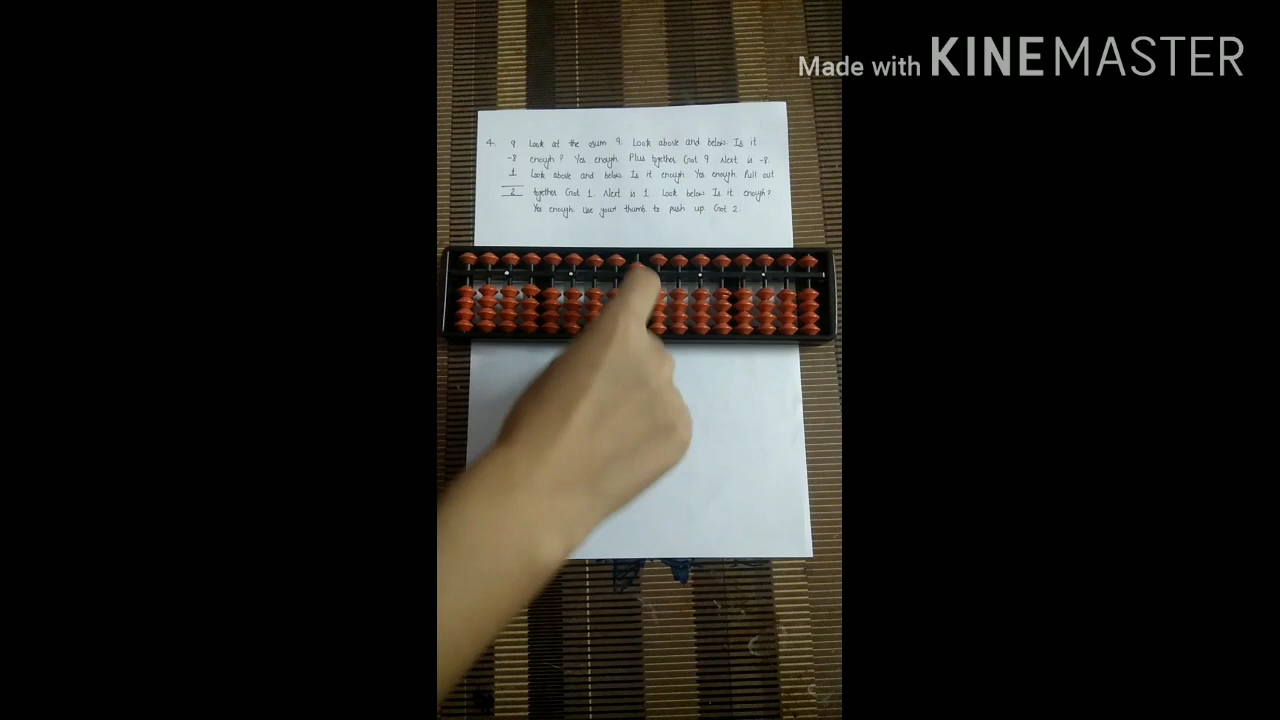 Made with KINEMASTER
4. 9 Look at the sum 9. Look above and below. Is it
-8 enough? Yes enough. Plus together Got 9. Next is -8.
1 Look above and below. Is it enough Yes enough. Pull out
2 together Got 1. Next is 1. Look below Is it enough?
Yes enough. Use your thumb to push up. Got 2.